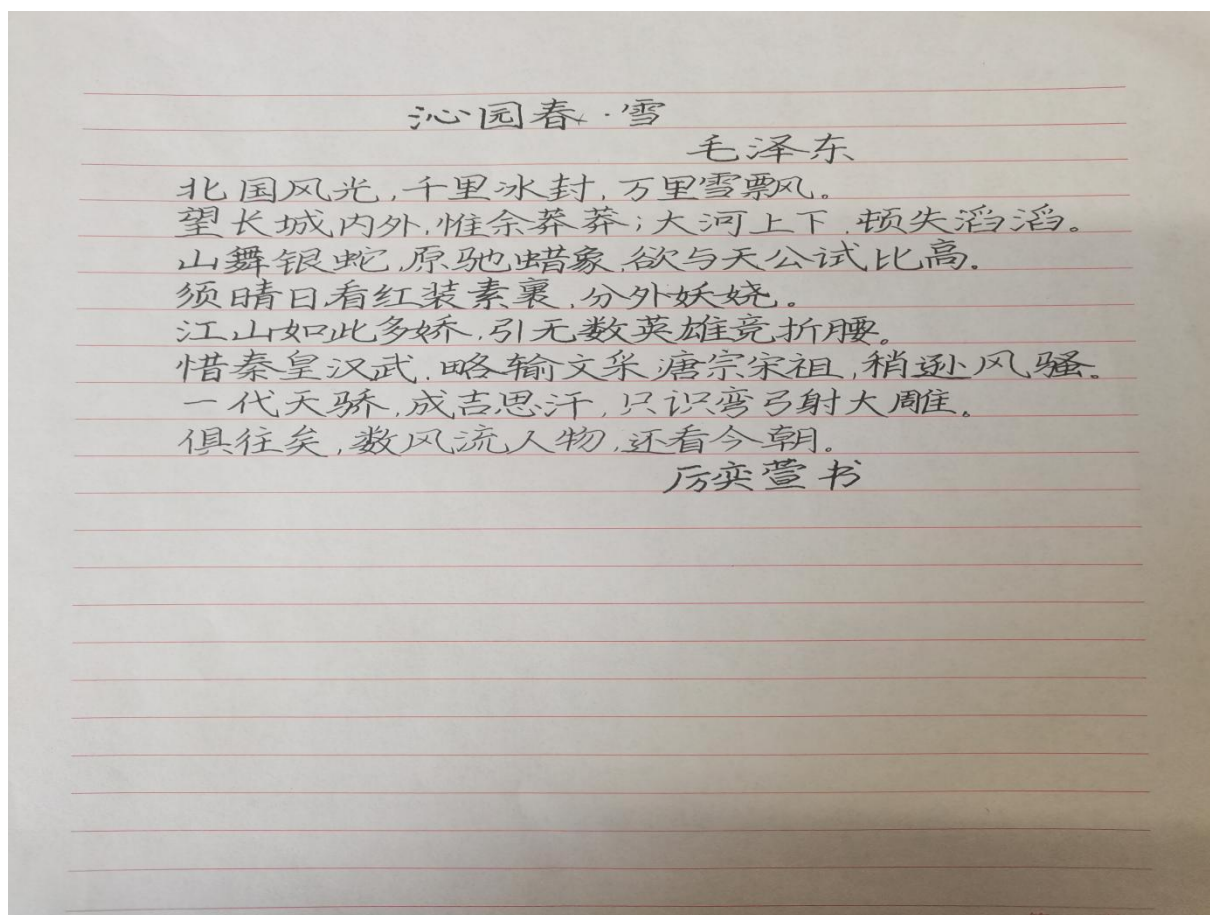 沁园春·雪
毛泽东
北国风光,千里冰封,万里雪飘。
望长城内外,惟余莽莽;大河上下,顿失滔滔。
山舞银蛇,原驰蜡象,欲与天公试比高。
须晴日,看红装素裹,分外妖娆。
江山如此多娇,引无数英雄竞折腰。
惜秦皇汉武,略输文采;唐宗宋祖,稍逊风骚。
一代天骄,成吉思汗,只识弯弓射大雕。
俱往矣,数风流人物,还看今朝。
厉奕萱书